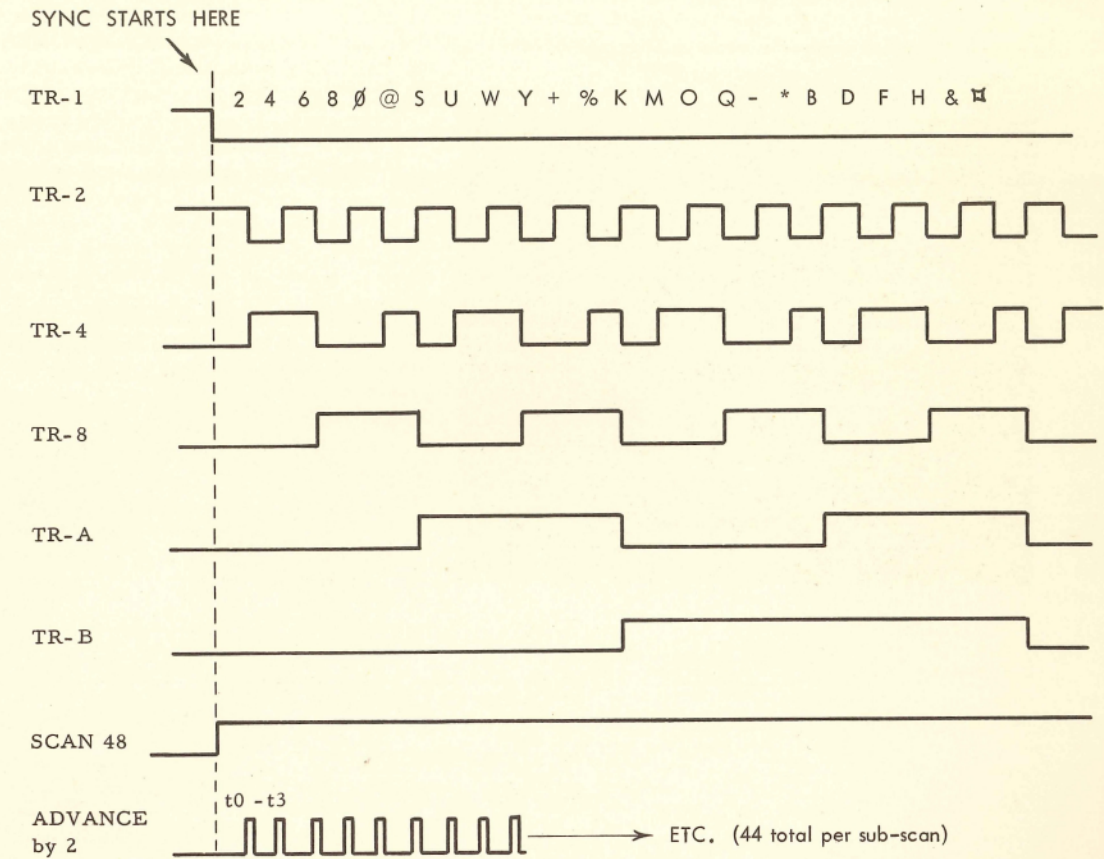 SYNC STARTS HERE
TR-1
2 4 6 8 Ø @ S U W Y + % K M O Q - * B D F H & ¤
TR-2
TR-4
TR-8
TR-A
TR-B
SCAN 48
t0 -t3
ADVANCE
by 2
ETC. (44 total per sub-scan)